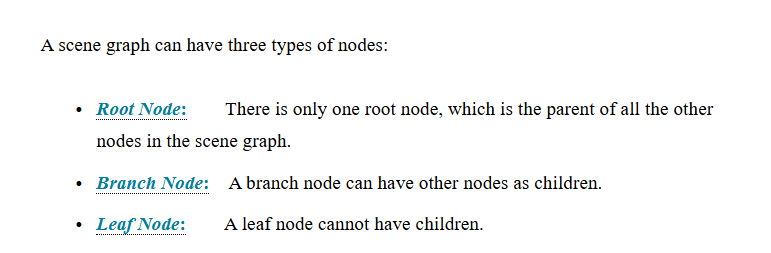 A scene graph can have three types of nodes:
• Root Node: There is only one root node, which is the parent of all the other
nodes in the scene graph.
• Branch Node: A branch node can have other nodes as children.
• Leaf Node: A leaf node cannot have children.